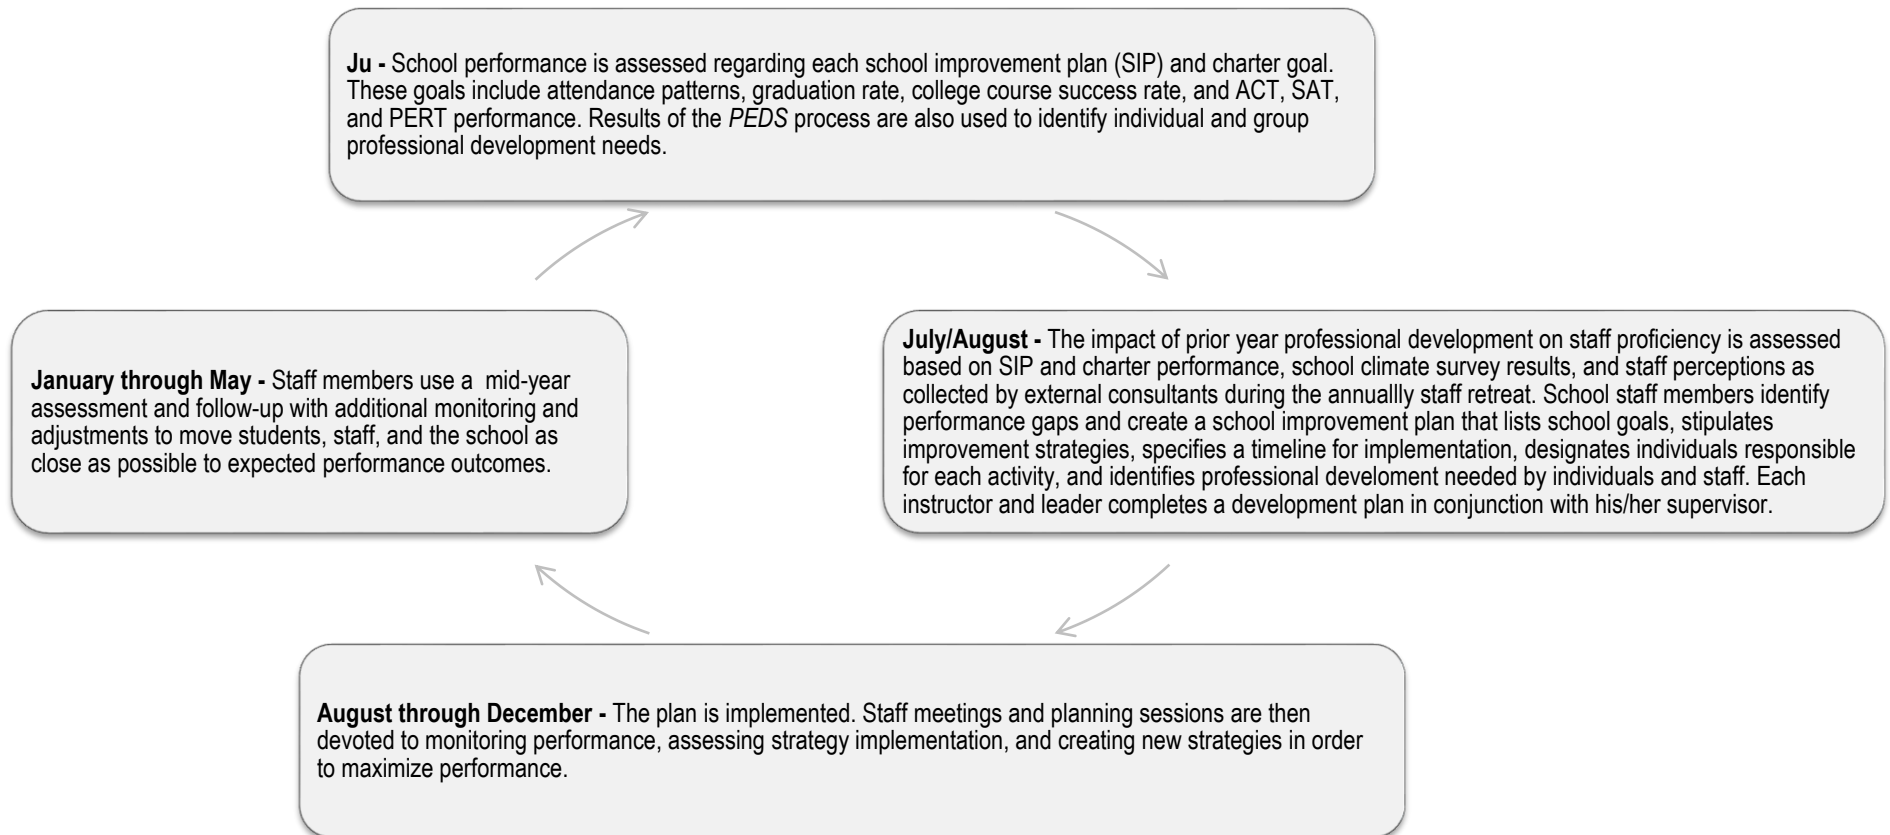 Ju - School performance is assessed regarding each school improvement plan (SIP) and charter goal.
These goals include attendance patterns, graduation rate, college course success rate, and ACT, SAT,
and PERT performance. Results of the PEDS process are also used to identify individual and group
professional development needs.
July/August - The impact of prior year professional development on staff proficiency is assessed
based on SIP and charter performance, school climate survey results, and staff perceptions as
collected by external consultants during the annuallly staff retreat. School staff members identify
performance gaps and create a school improvement plan that lists school goals, stipulates
improvement strategies, specifies a timeline for implementation, designates individuals responsible
for each activity, and identifies professional develoment needed by individuals and staff. Each
instructor and leader completes a development plan in conjunction with his/her supervisor.
August through December - The plan is implemented. Staff meetings and planning sessions are then
devoted to monitoring performance, assessing strategy implementation, and creating new strategies in order
to maximize performance.
January through May - Staff members use a  mid-year
assessment and follow-up with additional monitoring and
adjustments to move students, staff, and the school as
close as possible to expected performance outcomes.